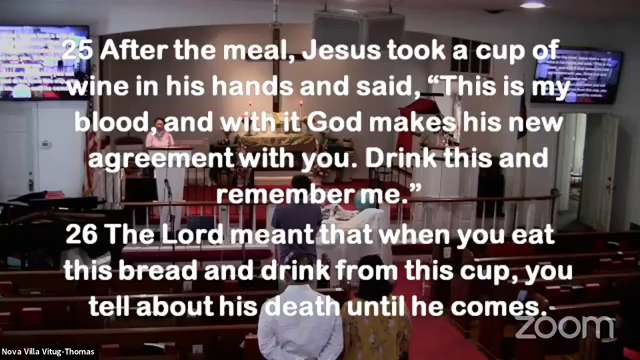 25 After the meal, Jesus took a cup of
wine in his hands and said, “This is my
blood, and with it God makes his new
agreement with you. Drink this and
remember me.”
26 The Lord meant that when you eat
this bread and drink from this cup, you
tell about his death until he comes.
zoom
Nova Villa Vitug-Thomas